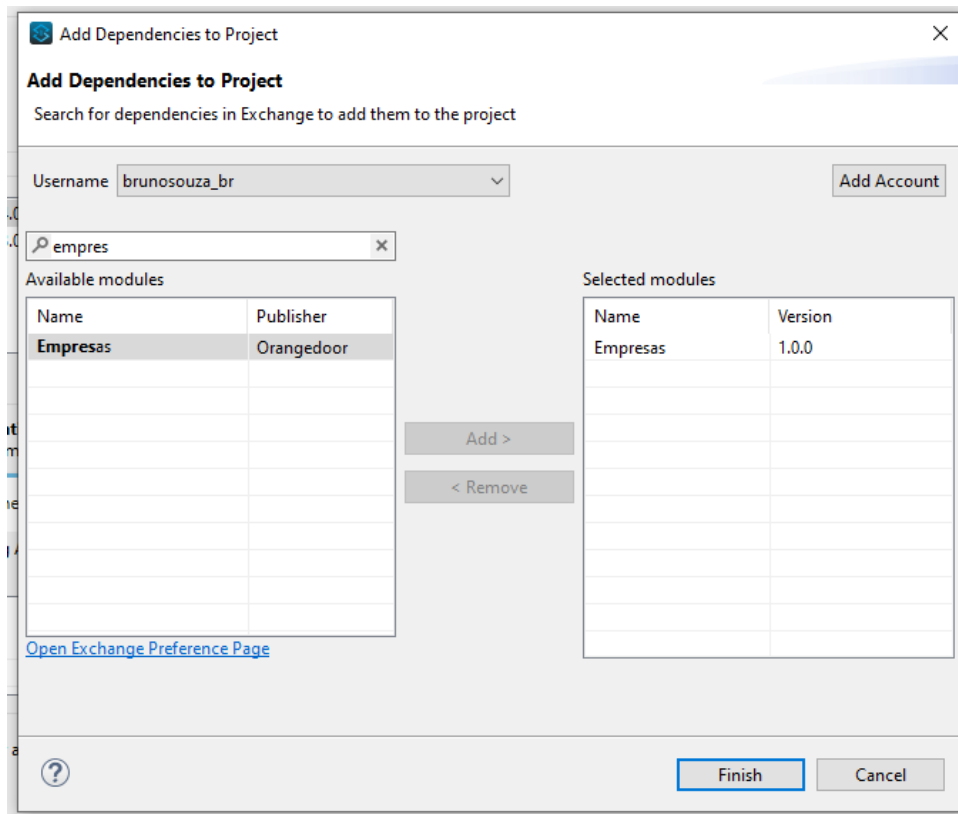 Add Dependencies to Project
Add Dependencies to Project
Search for dependencies in Exchange to add them to the project
Username brunosouza_br Add Account
empres
Available modules Selected modules
Name Publisher Name Version
Empresas Orangedoor Empresas 1.0.0
Add >
< Remove
Open Exchange Preference Page
? Finish Cancel